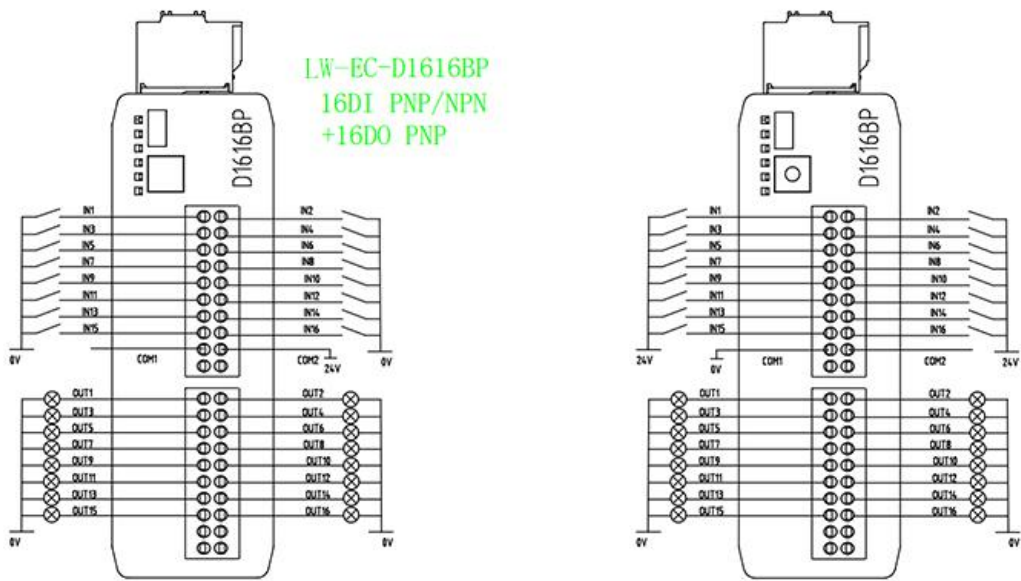 LW-EC-D1616BP
16DI PNP/NPN
+16DO PNP
D1616BP
IN1 IN2
IN3 IN4
IN5 IN6
IN7 IN8
IN9 IN10
IN11 IN12
IN13 IN14
IN15 IN16
0V COM1 COM2 24V 0V
OUT1 OUT2
OUT3 OUT4
OUT5 OUT6
OUT7 OUT8
OUT9 OUT10
OUT11 OUT12
OUT13 OUT14
OUT15 OUT16
0V 0V
D1616BP
IN1 IN2
IN3 IN4
IN5 IN6
IN7 IN8
IN9 IN10
IN11 IN12
IN13 IN14
IN15 IN16
24V 0V COM1 COM2 24V
OUT1 OUT2
OUT3 OUT4
OUT5 OUT6
OUT7 OUT8
OUT9 OUT10
OUT11 OUT12
OUT13 OUT14
OUT15 OUT16
0V 0V